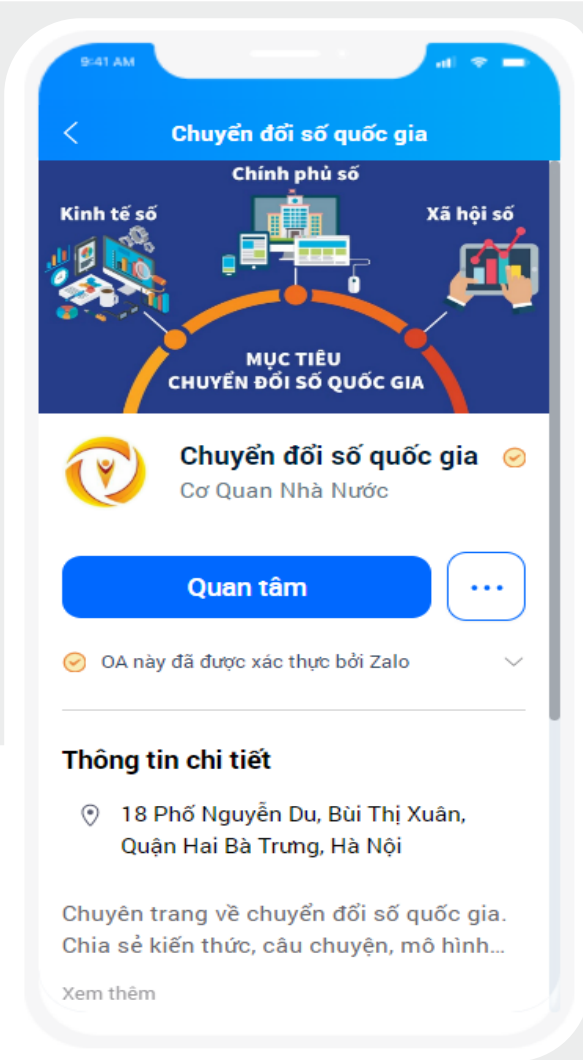 9:41 AM
Chuyển đổi số quốc gia
Chính phủ số
Kinh tế số
Xã hội số
MỤC TIÊU
CHUYỂN ĐỔI SỐ QUỐC GIA
Chuyển đổi số quốc gia
Cơ Quan Nhà Nước
Quan tâm
OA này đã được xác thực bởi Zalo
Thông tin chi tiết
18 Phố Nguyễn Du, Bùi Thị Xuân,
Quận Hai Bà Trưng, Hà Nội
Chuyên trang về chuyển đổi số quốc gia.
Chia sẻ kiến thức, câu chuyện, mô hình...
Xem thêm